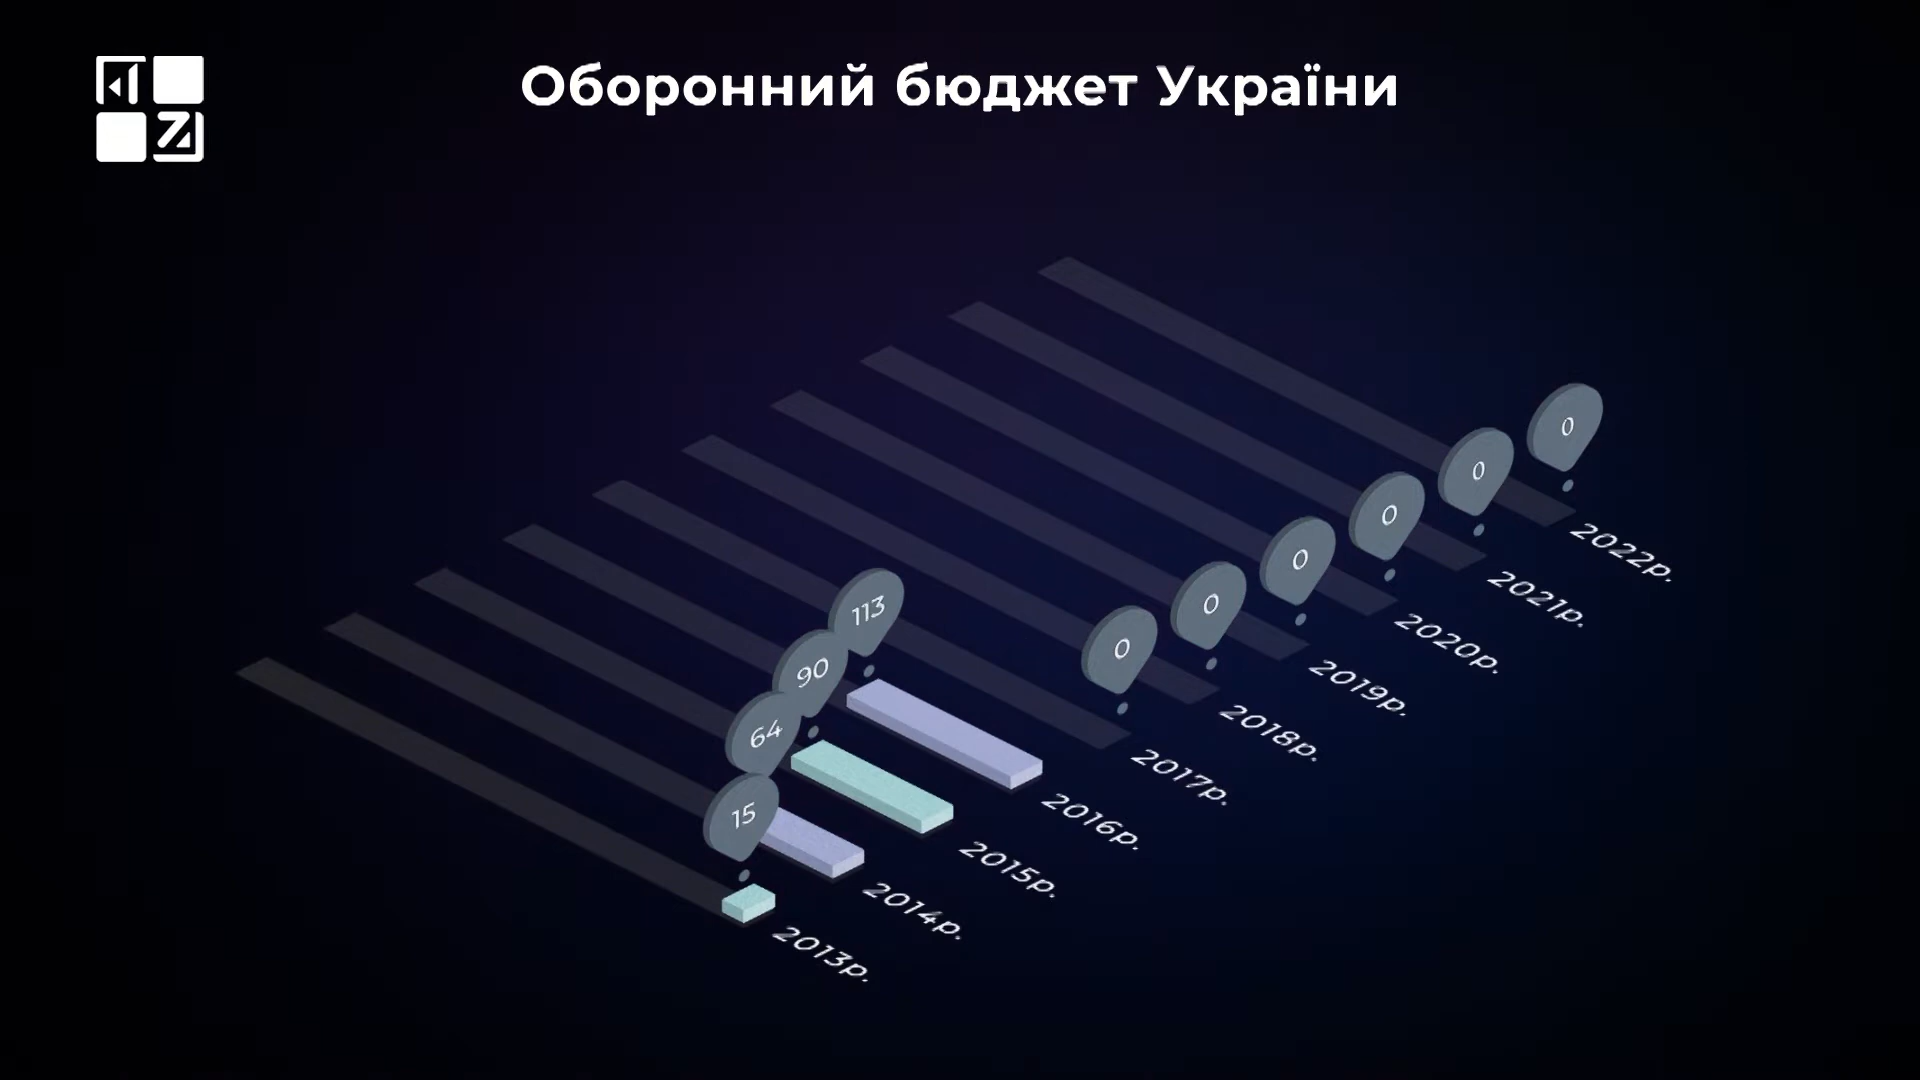 Оборонний бюджет України
15
2013р.
64
2014р.
90
2015р.
113
2016р.
0
2017р.
0
2018р.
0
2019р.
0
2020р.
0
2021р.
0
2022р.